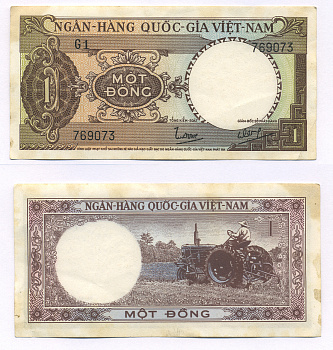 NGÂN-HÀNG QUỐC-GIA VIỆT-NAM
G1
769073
1
MỘT
ĐỒNG
769073
1
NGÂN-HÀNG QUỐC-GIA VIỆT-NAM
1
MỘT ĐỒNG